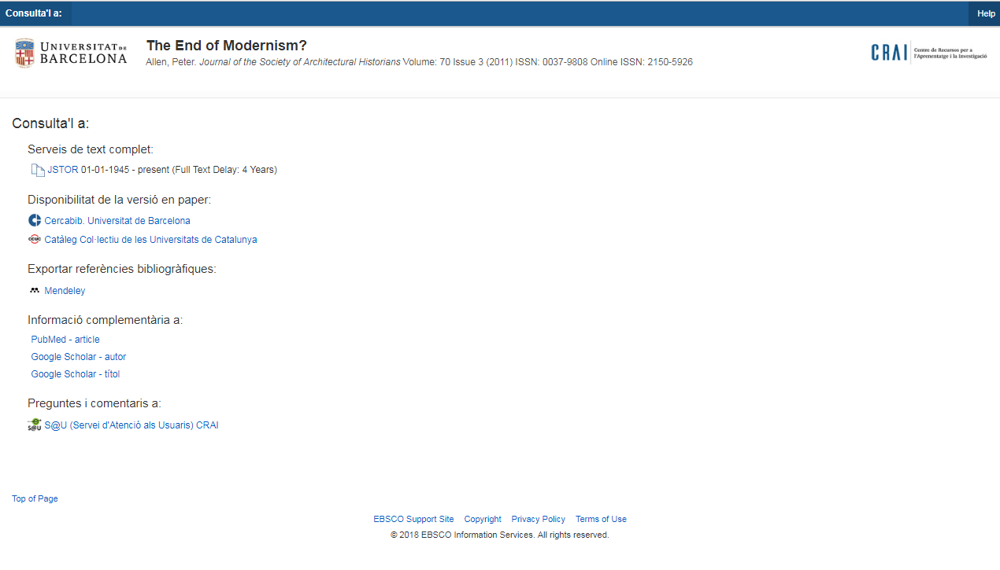 Consulta'l a:
Help
UNIVERSITAT DE
BARCELONA
The End of Modernism?
Allen, Peter. Journal of the Society of Architectural Historians Volume: 70 Issue 3 (2011) ISSN: 0037-9808 Online ISSN: 2150-5926
CRAI
Centre de Recursos per a
l'Aprenentatge i la Investigació
Consulta'l a:
Serveis de text complet:
JSTOR 01-01-1945 - present (Full Text Delay: 4 Years)
Disponibilitat de la versió en paper:
Cercabib. Universitat de Barcelona
ccuc
Catàleg Col·lectiu de les Universitats de Catalunya
Exportar referències bibliogràfiques:
Mendeley
Informació complementària a:
PubMed - article
Google Scholar - autor
Google Scholar - títol
Preguntes i comentaris a:
S@U
S@U (Servei d'Atenció als Usuaris) CRAI
Top of Page
EBSCO Support Site Copyright Privacy Policy Terms of Use
© 2018 EBSCO Information Services. All rights reserved.